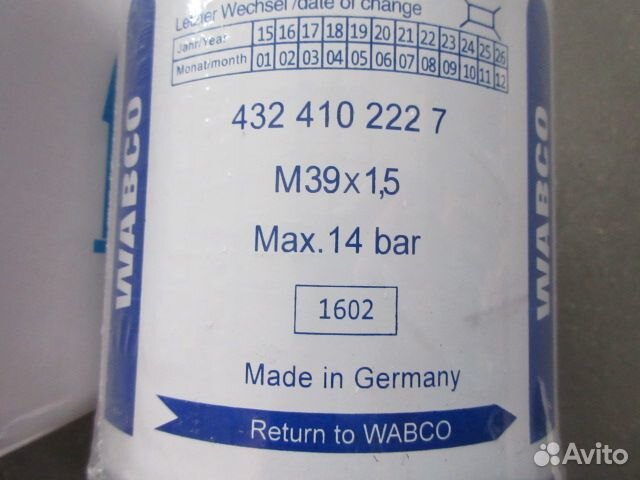 Letzter Wechsel /date of change
Jahr/Year 15 16 17 18 19 20 21 22 23 24 25 26
Monat/month 01 02 03 04 05 06 07 08 09 10 11 12
432 410 222 7
M39x1,5
Max.14 bar
1602
Made in Germany
Return to WABCO
WABCO
WABCO
Avito